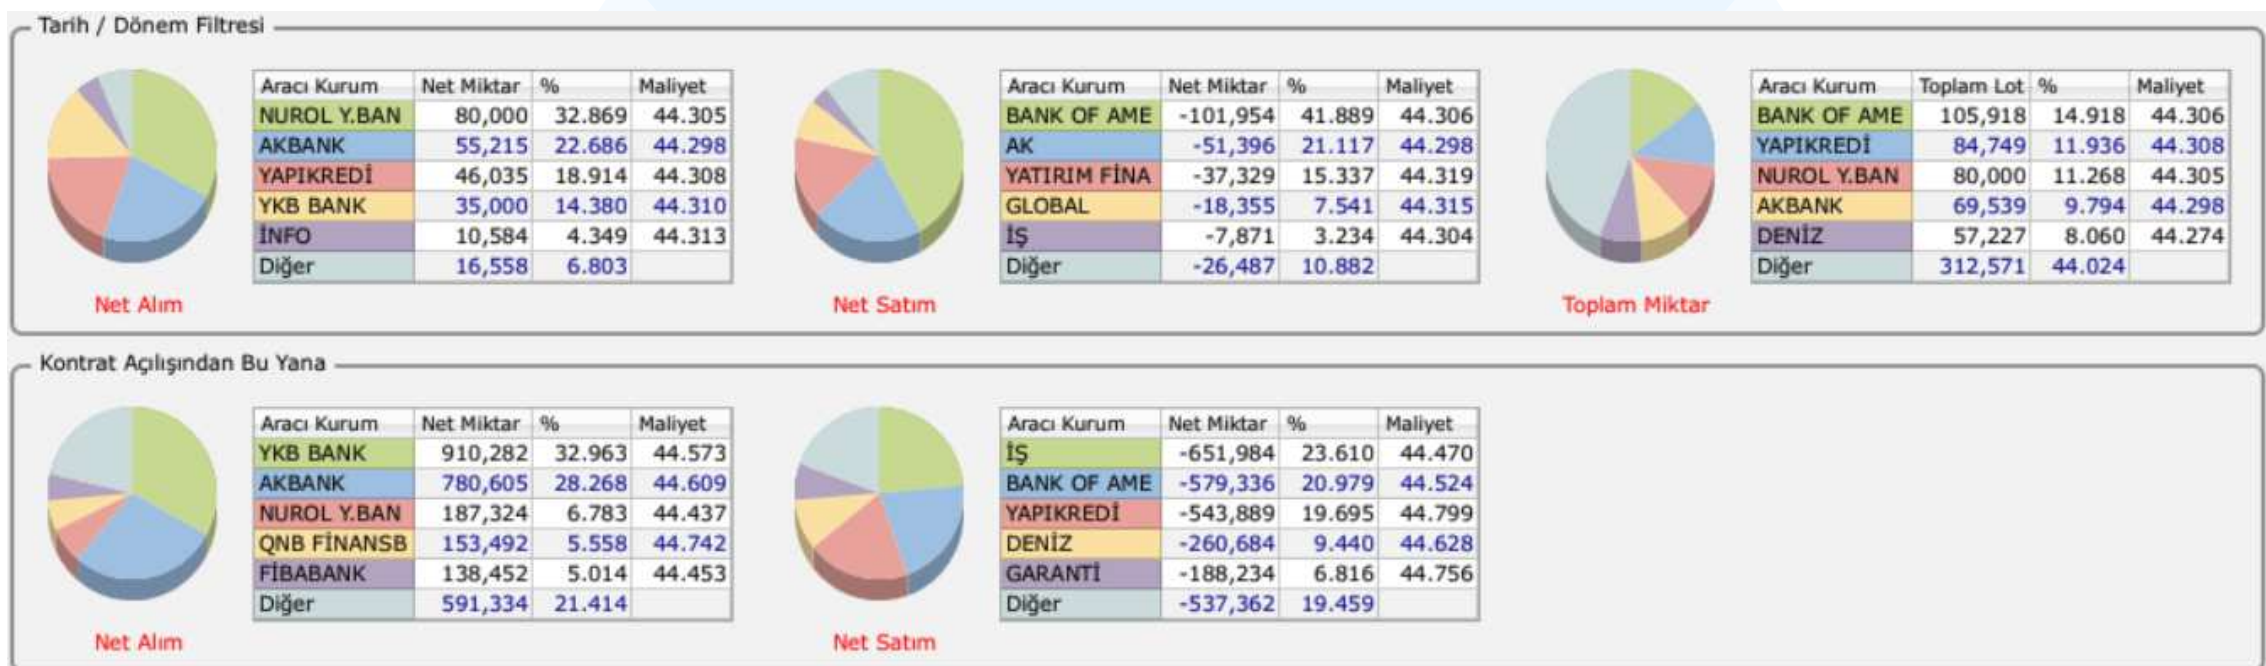 Tarih / Dönem Filtresi
Aracı Kurum Net Miktar % Maliyet
NUROL Y.BAN 80,000 32.869 44.305
AKBANK 55,215 22.686 44.298
YAPIKREDİ 46,035 18.914 44.308
YKB BANK 35,000 14.380 44.310
İNFO 10,584 4.349 44.313
Diğer 16,558 6.803
Net Alım
Aracı Kurum Net Miktar % Maliyet
BANK OF AME -101,954 41.889 44.306
AK -51,396 21.117 44.298
YATIRIM FİNA -37,329 15.337 44.319
GLOBAL -18,355 7.541 44.315
İŞ -7,871 3.234 44.304
Diğer -26,487 10.882
Net Satım
Aracı Kurum Toplam Lot % Maliyet
BANK OF AME 105,918 14.918 44.306
YAPIKREDİ 84,749 11.936 44.308
NUROL Y.BAN 80,000 11.268 44.305
AKBANK 69,539 9.794 44.298
DENİZ 57,227 8.060 44.274
Diğer 312,571 44.024
Toplam Miktar
Kontrat Açılışından Bu Yana
Aracı Kurum Net Miktar % Maliyet
YKB BANK 910,282 32.963 44.573
AKBANK 780,605 28.268 44.609
NUROL Y.BAN 187,324 6.783 44.437
QNB FİNANSB 153,492 5.558 44.742
FİBABANK 138,452 5.014 44.453
Diğer 591,334 21.414
Net Alım
Aracı Kurum Net Miktar % Maliyet
İŞ -651,984 23.610 44.470
BANK OF AME -579,336 20.979 44.524
YAPIKREDİ -543,889 19.695 44.799
DENİZ -260,684 9.440 44.628
GARANTİ -188,234 6.816 44.756
Diğer -537,362 19.459
Net Satım